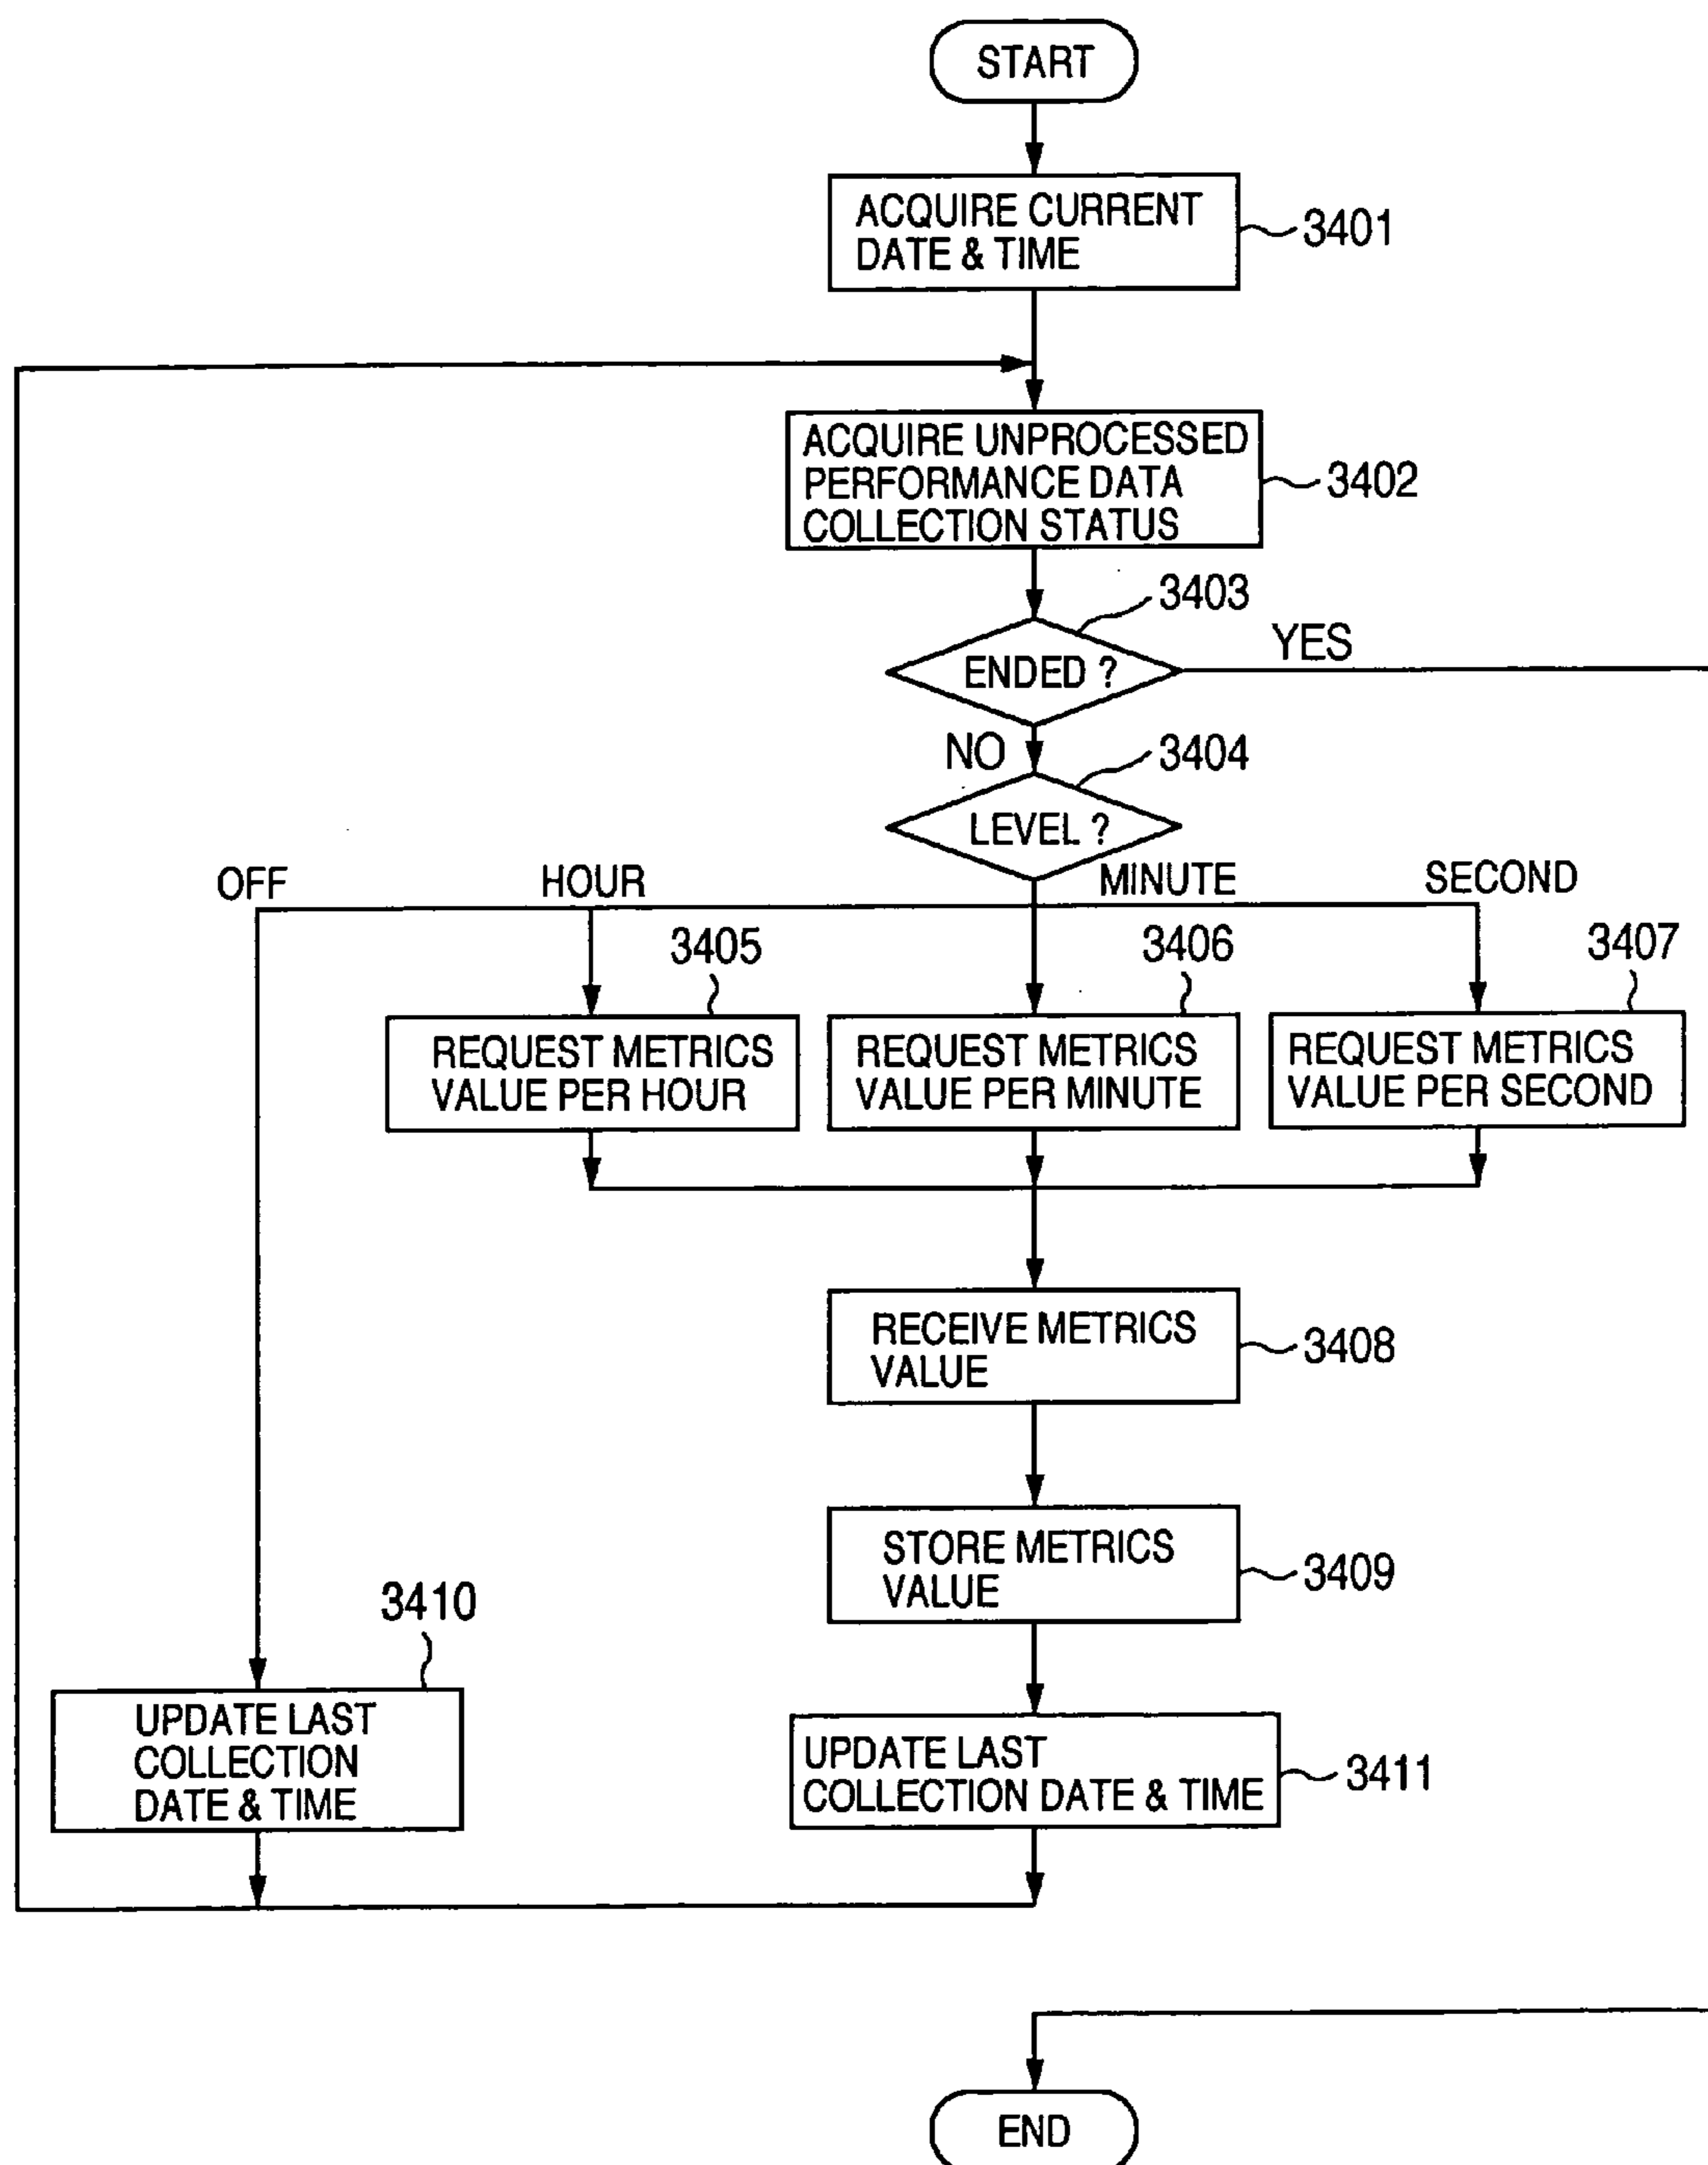 START
ACQUIRE CURRENT
DATE & TIME
3401
ACQUIRE UNPROCESSED
PERFORMANCE DATA
COLLECTION STATUS
3402
3403
ENDED ?
YES
NO
3404
LEVEL ?
OFF
HOUR
MINUTE
SECOND
3405
3406
3407
REQUEST METRICS
VALUE PER HOUR
REQUEST METRICS
VALUE PER MINUTE
REQUEST METRICS
VALUE PER SECOND
RECEIVE METRICS
VALUE
3408
STORE METRICS
VALUE
3409
3410
UPDATE LAST
COLLECTION
DATE & TIME
UPDATE LAST
COLLECTION DATE & TIME
3411
END